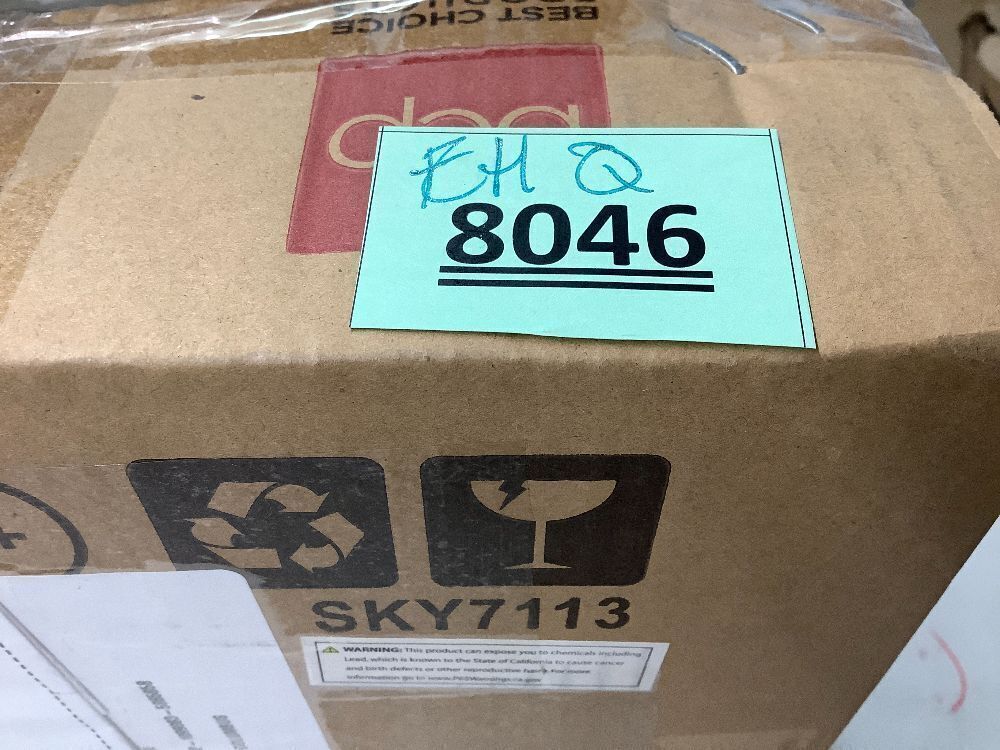 BEST CHOICE
PRODUCTS
bcp
EH Q
8046
SKY7113
WARNING: This product can expose you to chemicals including
Lead, which is known to the State of California to cause cancer
and birth defects or other reproductive harm. For more
information go to www.P65Warnings.ca.gov